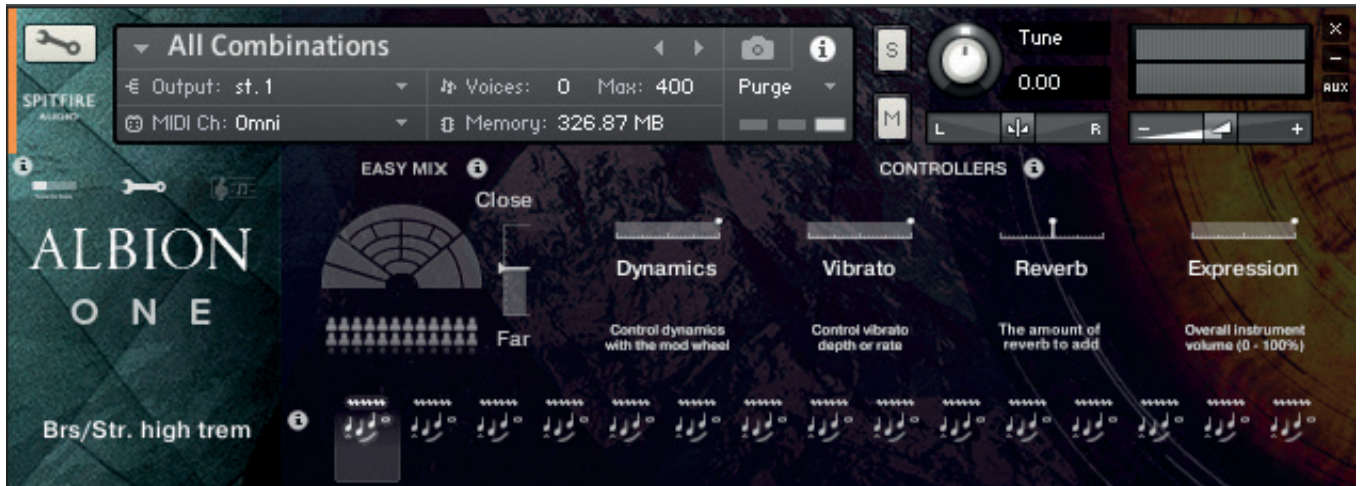 All Combinations
S
Tune
X
–
AUX
Output: st.1
Voices: 0 Max: 400
Purge
0.00
SPITFIRE
AUDIO
MIDI Ch: Omni
Memory: 326.87 MB
M
L
R
– +
EASY MIX
CONTROLLERS
Close
Far
ALBION
ONE
Dynamics
Vibrato
Reverb
Expression
Control dynamics
with the mod wheel
Control vibrato
depth or rate
The amount of
reverb to add
Overall instrument
volume (0 - 100%)
Brs/Str. high trem